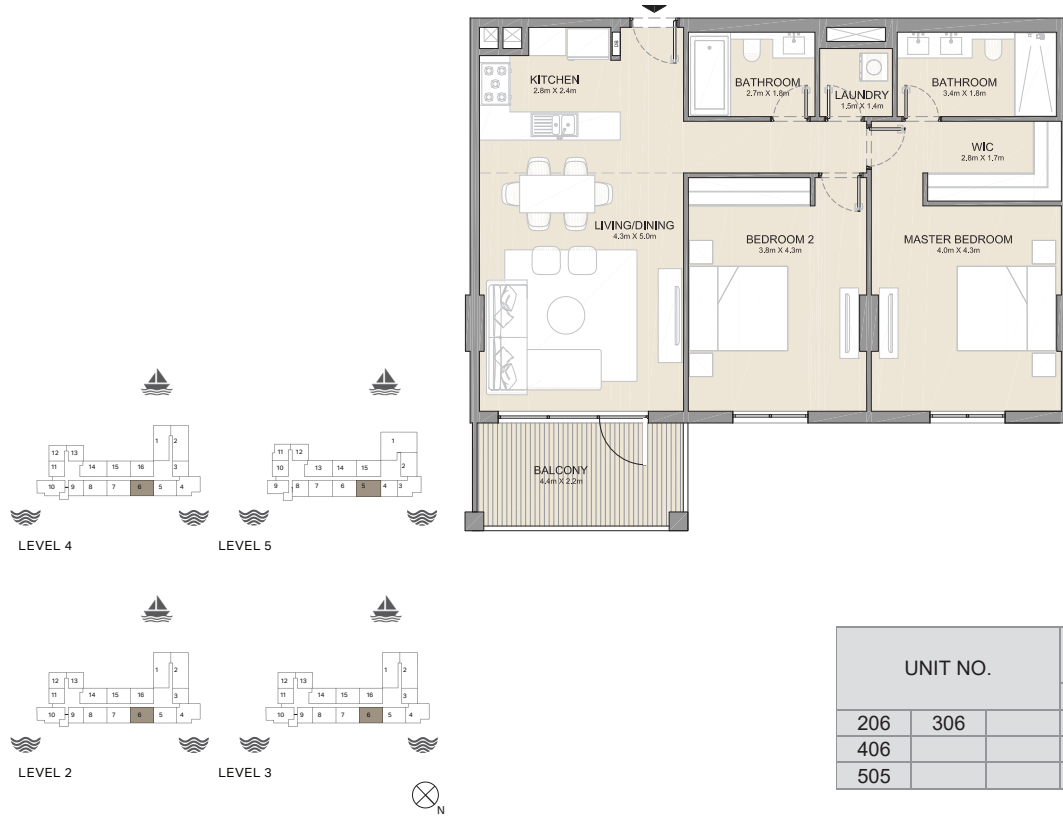 DB
KITCHEN
2.8m X 2.4m
BATHROOM
2.7m X 1.8m
LAUNDRY
1.5m X 1.4m
BATHROOM
3.4m X 1.8m
WIC
2.8m X 1.7m
LIVING/DINING
4.3m X 5.0m
BEDROOM 2
3.8m X 4.3m
MASTER BEDROOM
4.0m X 4.3m
BALCONY
4.4m X 2.2m
1 2
12 13
11 14 15 16 3
10 9 8 7 6 5 4
LEVEL 4
1
11 12
10 13 14 15 2
9 8 7 6 5 4 3
LEVEL 5
1 2
12 13
11 14 15 16 3
10 9 8 7 6 5 4
LEVEL 2
1 2
12 13
11 14 15 16 3
10 9 8 7 6 5 4
LEVEL 3
N
UNIT NO.
206 306
406
505